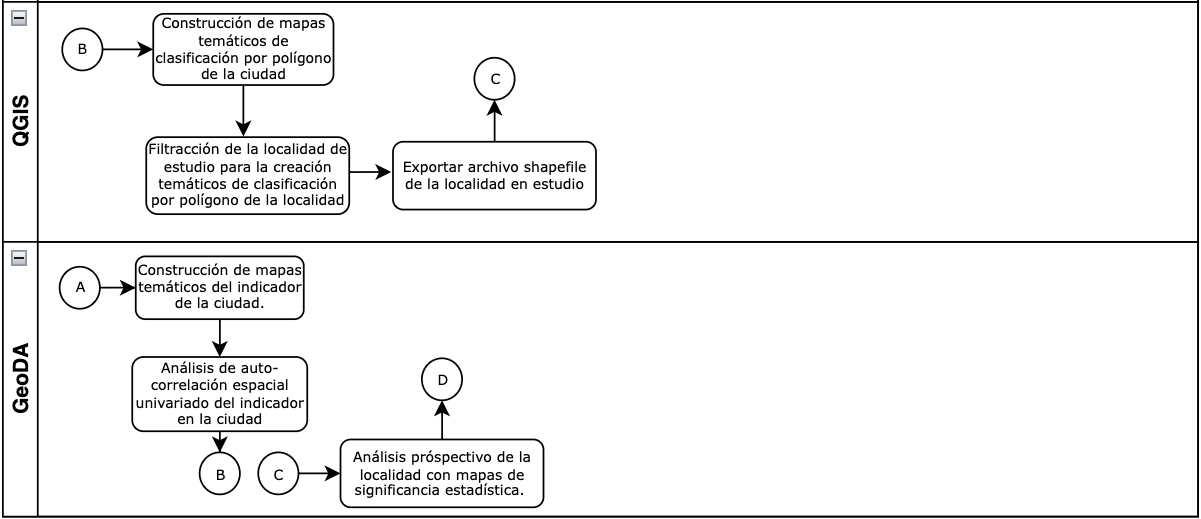 QGIS
B
Construcción de mapas
temáticos de
clasificación por polígono
de la ciudad
C
Filtracción de la localidad de
estudio para la creación
temáticos de clasificación
por polígono de la localidad
Exportar archivo shapefile
de la localidad en estudio
GeoDA
A
Construcción de mapas
temáticos del indicador
de la ciudad.
Análisis de auto-
correlación espacial
univariado del indicador
en la ciudad
D
B
C
Análisis próspectivo de la
localidad con mapas de
significancia estadística.